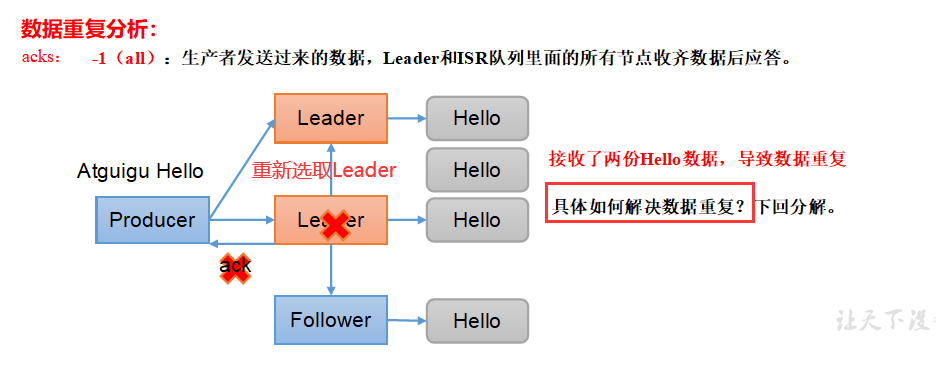 数据重复分析：
acks： -1（all）：生产者发送过来的数据，Leader和ISR队列里面的所有节点收齐数据后应答。
Leader
Hello
Atguigu Hello
重新选取Leader
Hello
接收了两份Hello数据，导致数据重复
Producer
Leader
Hello
具体如何解决数据重复？下回分解。
ack
Follower
Hello
让天下没